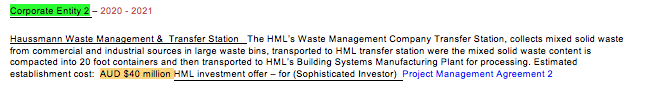 Corporate Entity 2 – 2020 - 2021
Haussmann Waste Management & Transfer Station The HML's Waste Management Company Transfer Station, collects mixed solid waste
from commercial and industrial sources in large waste bins, transported to HML transfer station were the mixed solid waste content is
compacted into 20 foot containers and then transported to HML's Building Systems Manufacturing Plant for processing. Estimated
establishment cost: AUD $40 million HML investment offer – for (Sophisticated Investor) Project Management Agreement 2